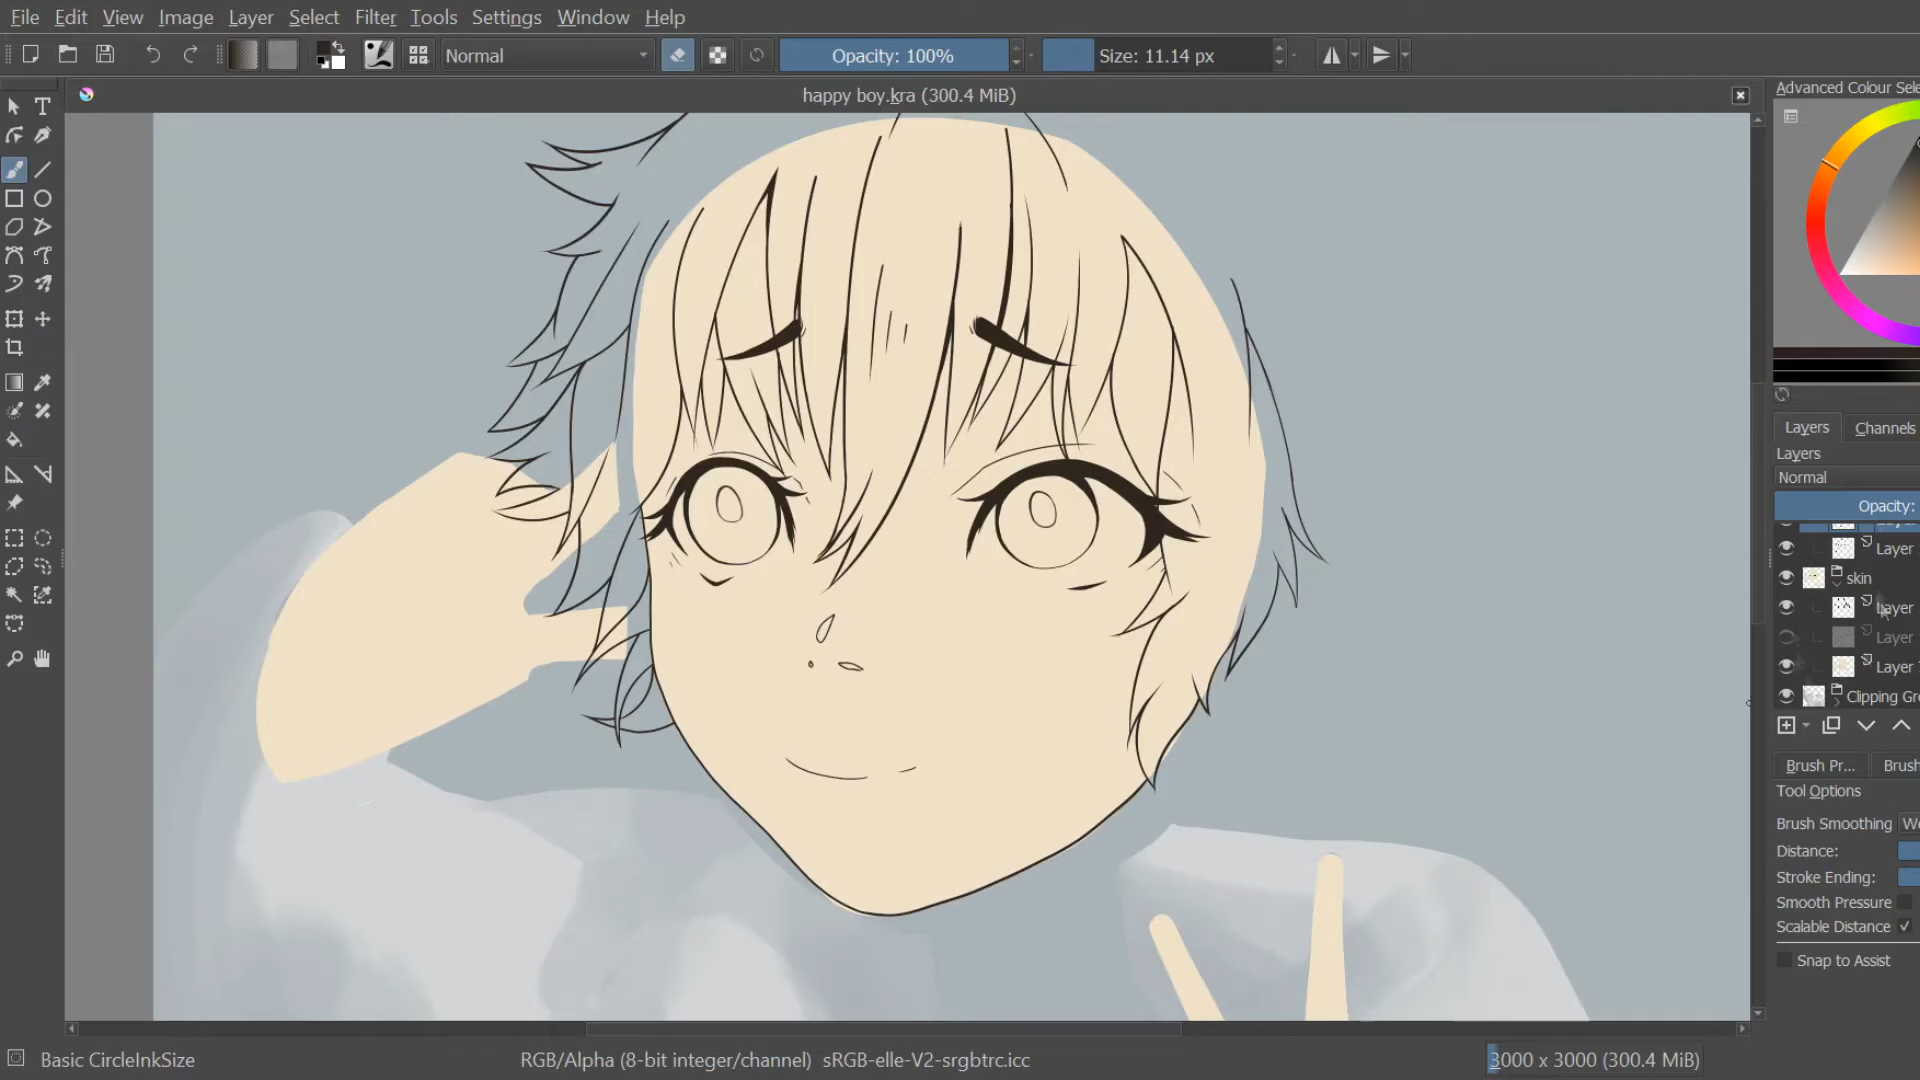 File Edit View Image Layer Select Filter Tools Settings Window Help
Normal Opacity: 100% Size: 11.14 px
happy boy.kra (300.4 MiB)
Advanced Colour Sele
Layers Channels
Layers
Normal
Opacity:
Layer
skin
Layer
Layer
Layer
Clipping Gro
Brush Pr... Brush
Tool Options
Brush Smoothing We
Distance:
Stroke Ending:
Smooth Pressure
Scalable Distance
Snap to Assist
Basic CircleInkSize RGB/Alpha (8-bit integer/channel) sRGB-elle-V2-srgbtrc.icc 3000 x 3000 (300.4 MiB)